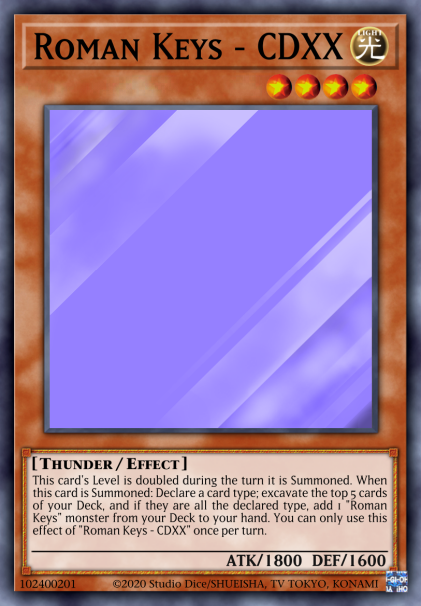 ROMAN KEYS - CDXX
LIGHT
光
[THUNDER / EFFECT]
This card's Level is doubled during the turn it is Summoned. When
this card is Summoned: Declare a card type; excavate the top 5 cards
of your Deck, and if they are all the declared type, add 1 "Roman
Keys" monster from your Deck to your hand. You can only use this
effect of "Roman Keys - CDXX" once per turn.
ATK/1800 DEF/1600
102400201 ©2020 Studio Dice/SHUEISHA, TV TOKYO, KONAMI